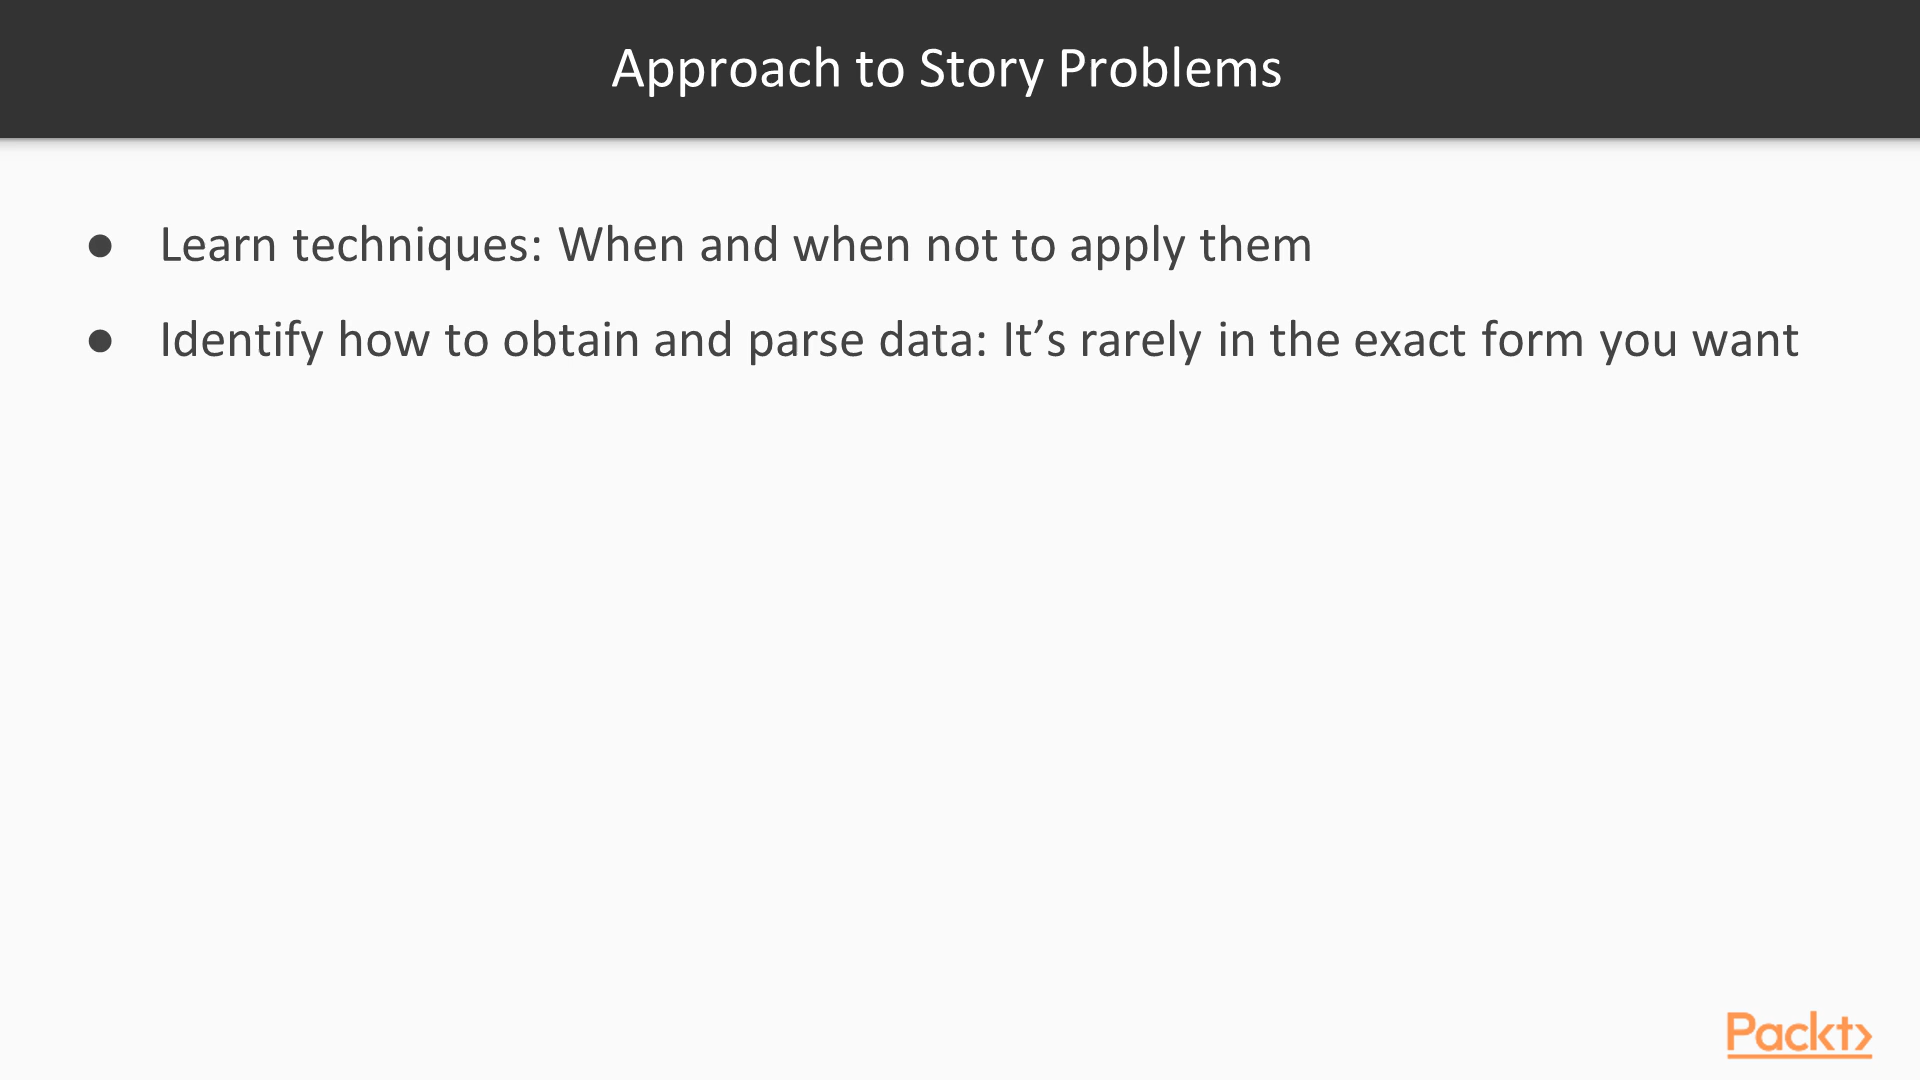 Approach to Story Problems
● Learn techniques: When and when not to apply them
● Identify how to obtain and parse data: It’s rarely in the exact form you want
Packt>